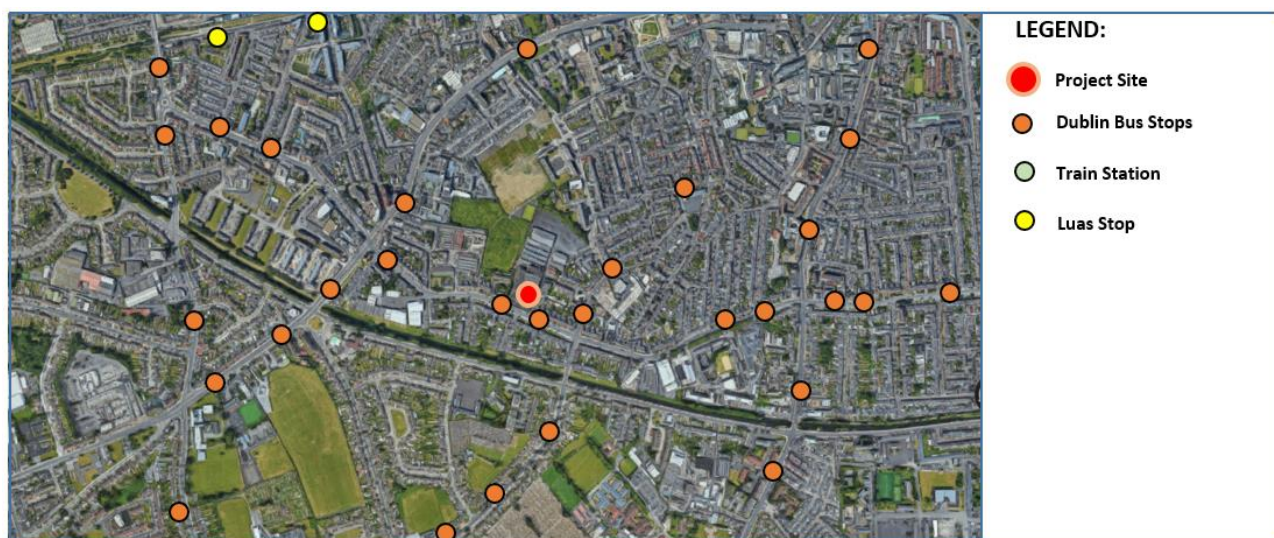 LEGEND:
Project Site
Dublin Bus Stops
Train Station
Luas Stop